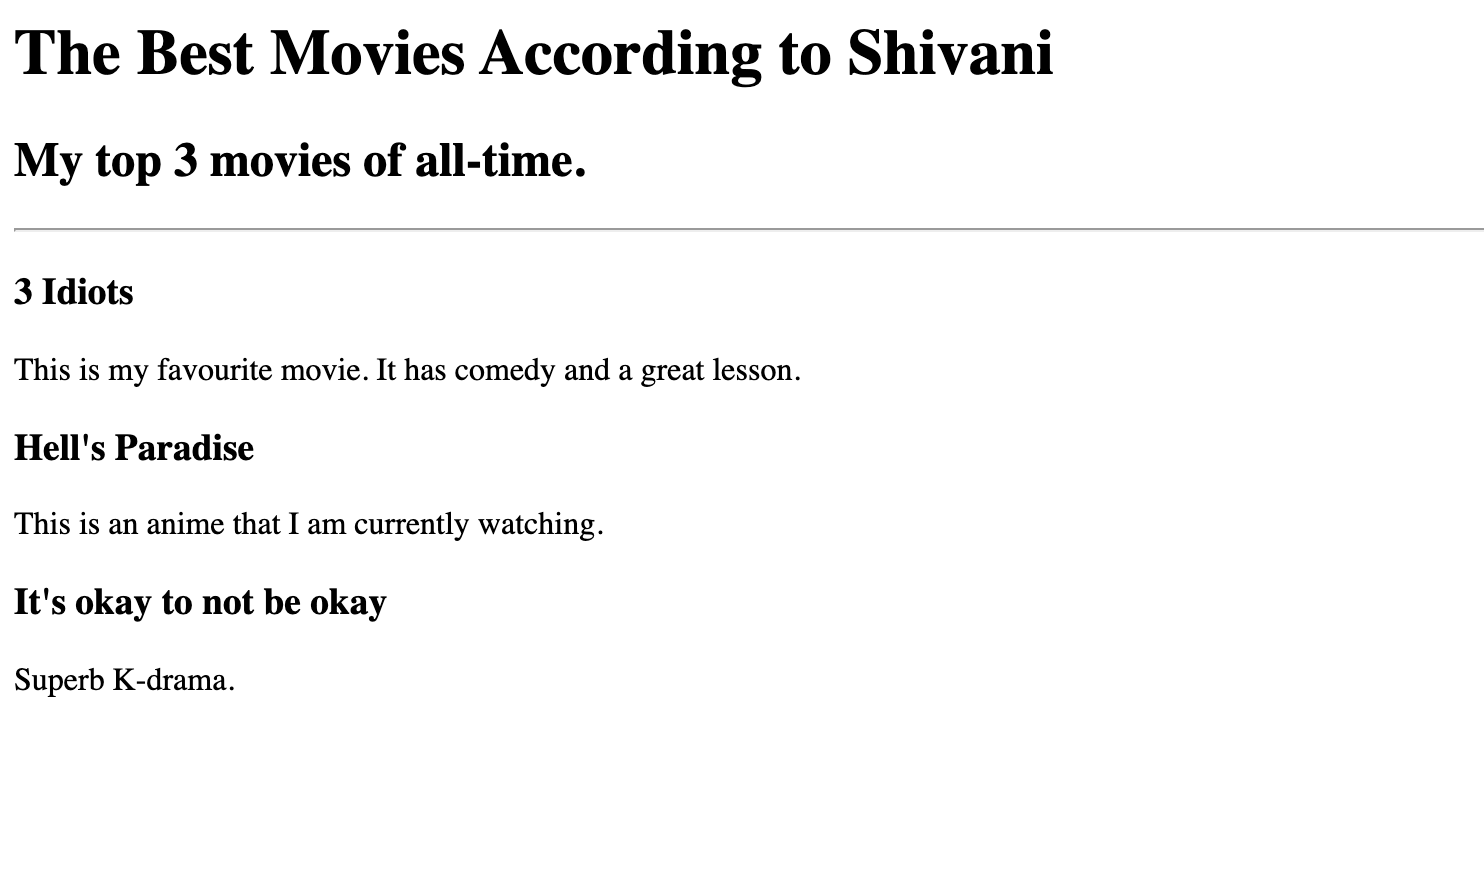 The Best Movies According to Shivani
My top 3 movies of all-time.
3 Idiots
This is my favourite movie. It has comedy and a great lesson.
Hell's Paradise
This is an anime that I am currently watching.
It's okay to not be okay
Superb K-drama.